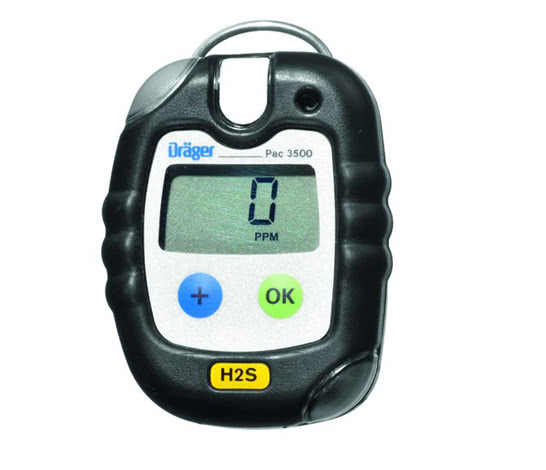 Dräger Pac 3500
0
PPM
+ OK
H2S